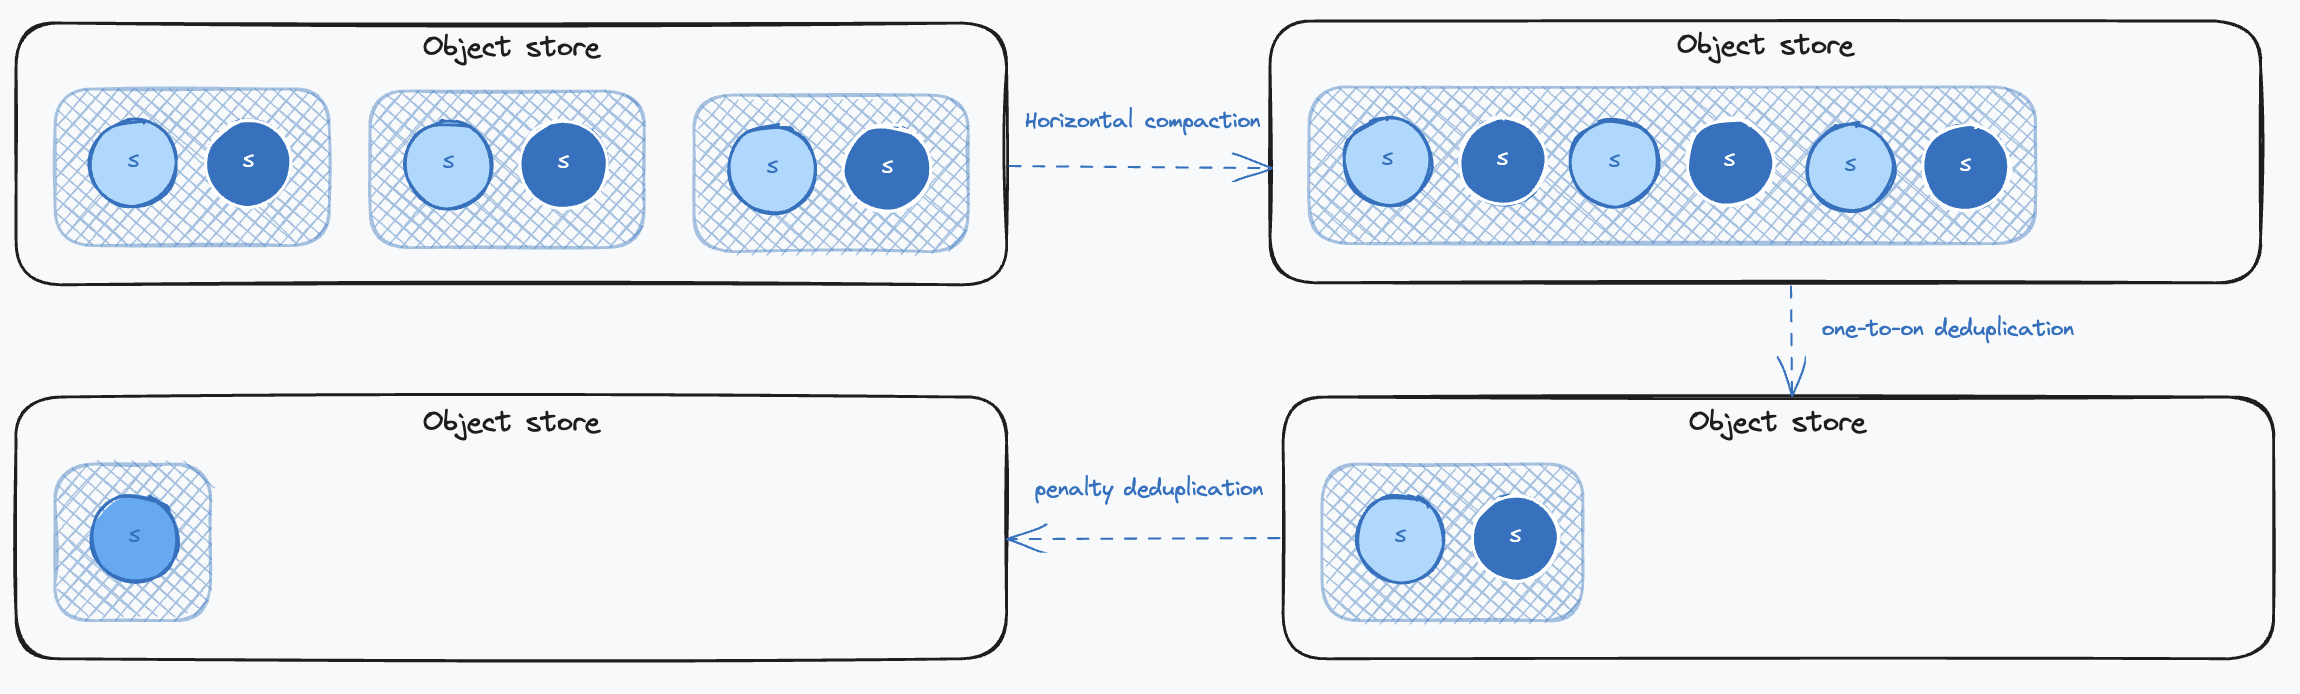 Object store
s s s s s s
Horizontal compaction
Object store
s s s s s s
one-to-on deduplication
Object store
s s
penalty deduplication
Object store
s